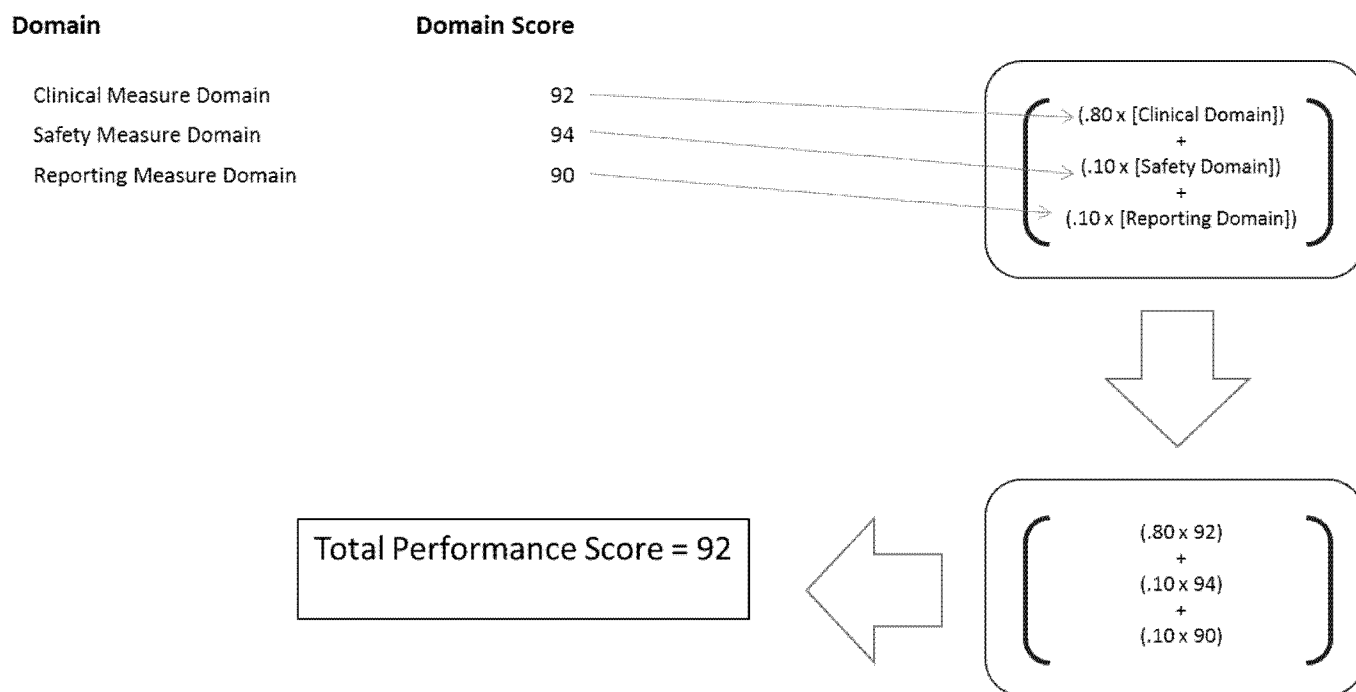 Domain Domain Score
Clinical Measure Domain 92
Safety Measure Domain 94
Reporting Measure Domain 90
(.80 x [Clinical Domain])
+
(.10 x [Safety Domain])
+
(.10 x [Reporting Domain])
(.80 x 92)
+
(.10 x 94)
+
(.10 x 90)
Total Performance Score = 92